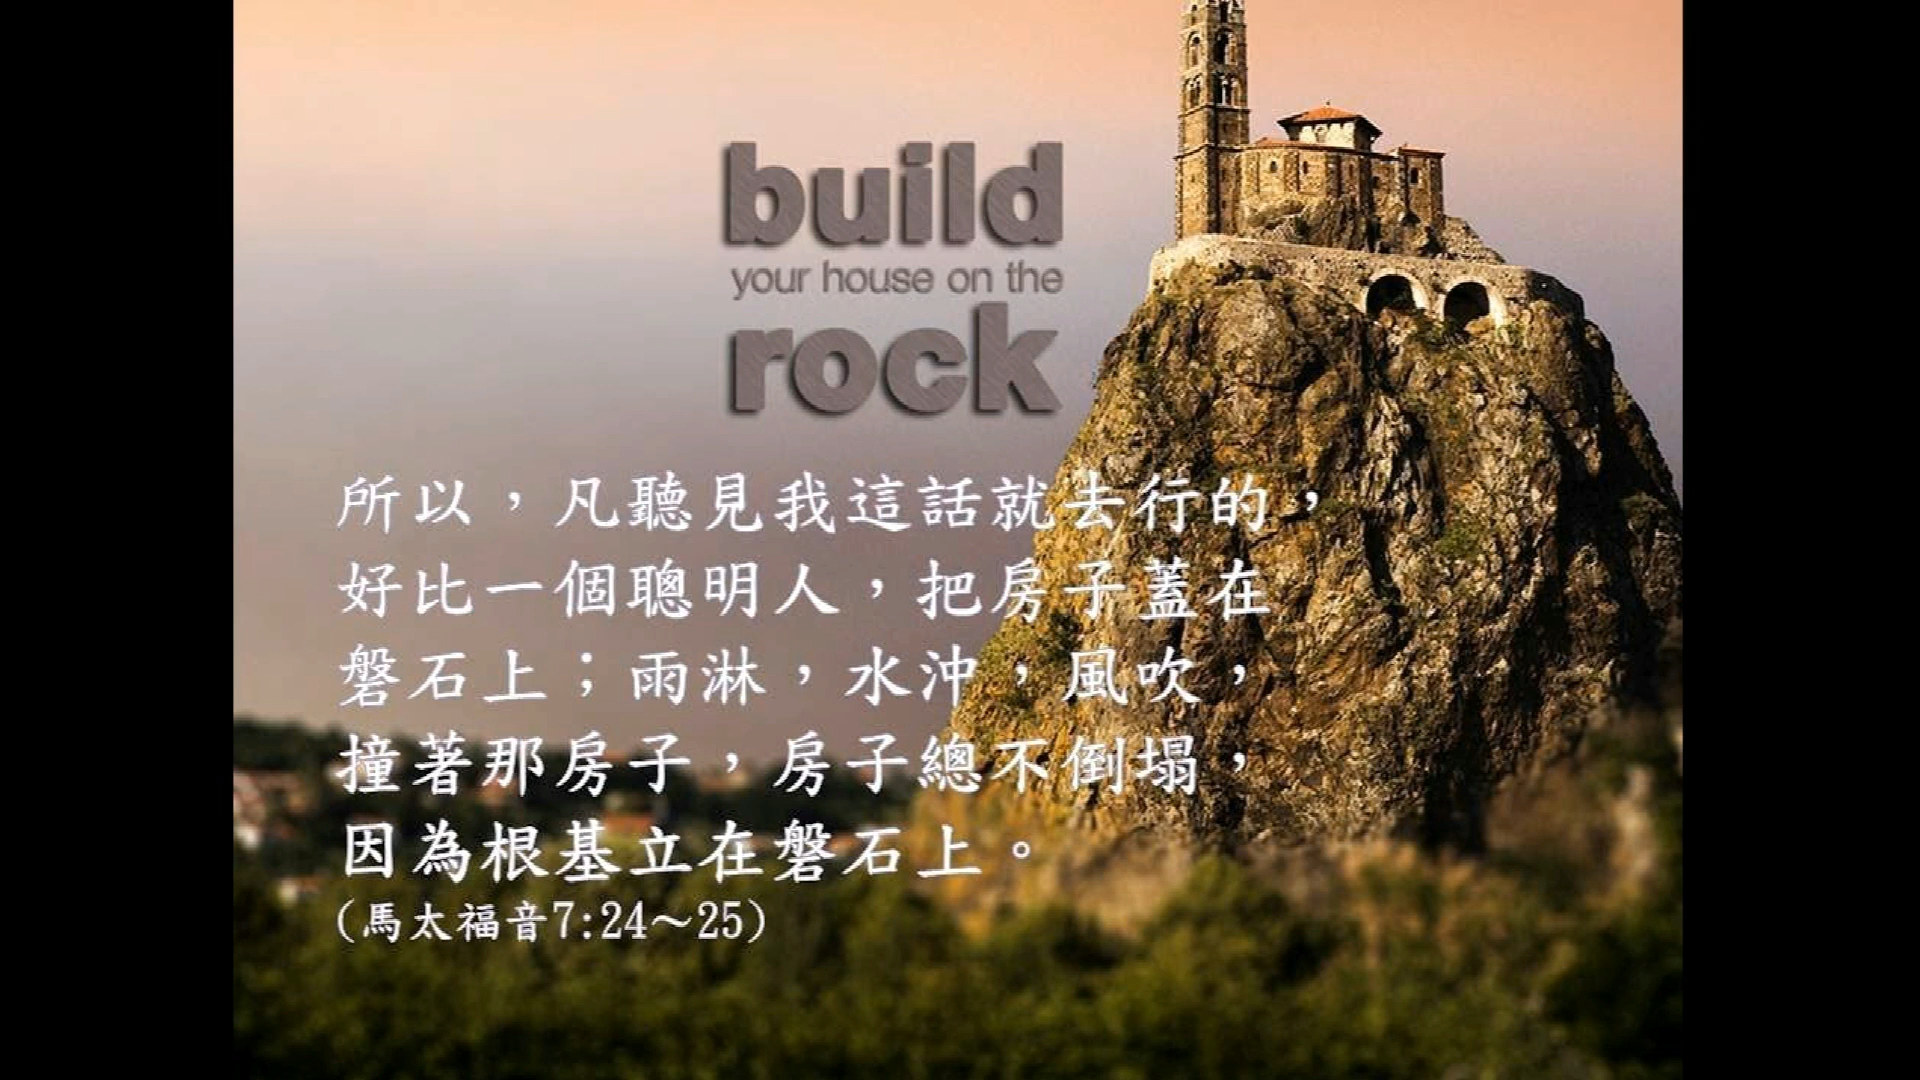 build
your house on the
rock
所以，凡聽見我這話就去行的，
好比一個聰明人，把房子蓋在
磐石上；雨淋，水沖，風吹，
撞著那房子，房子總不倒塌，
因為根基立在磐石上。
(馬太福音7:24～25)